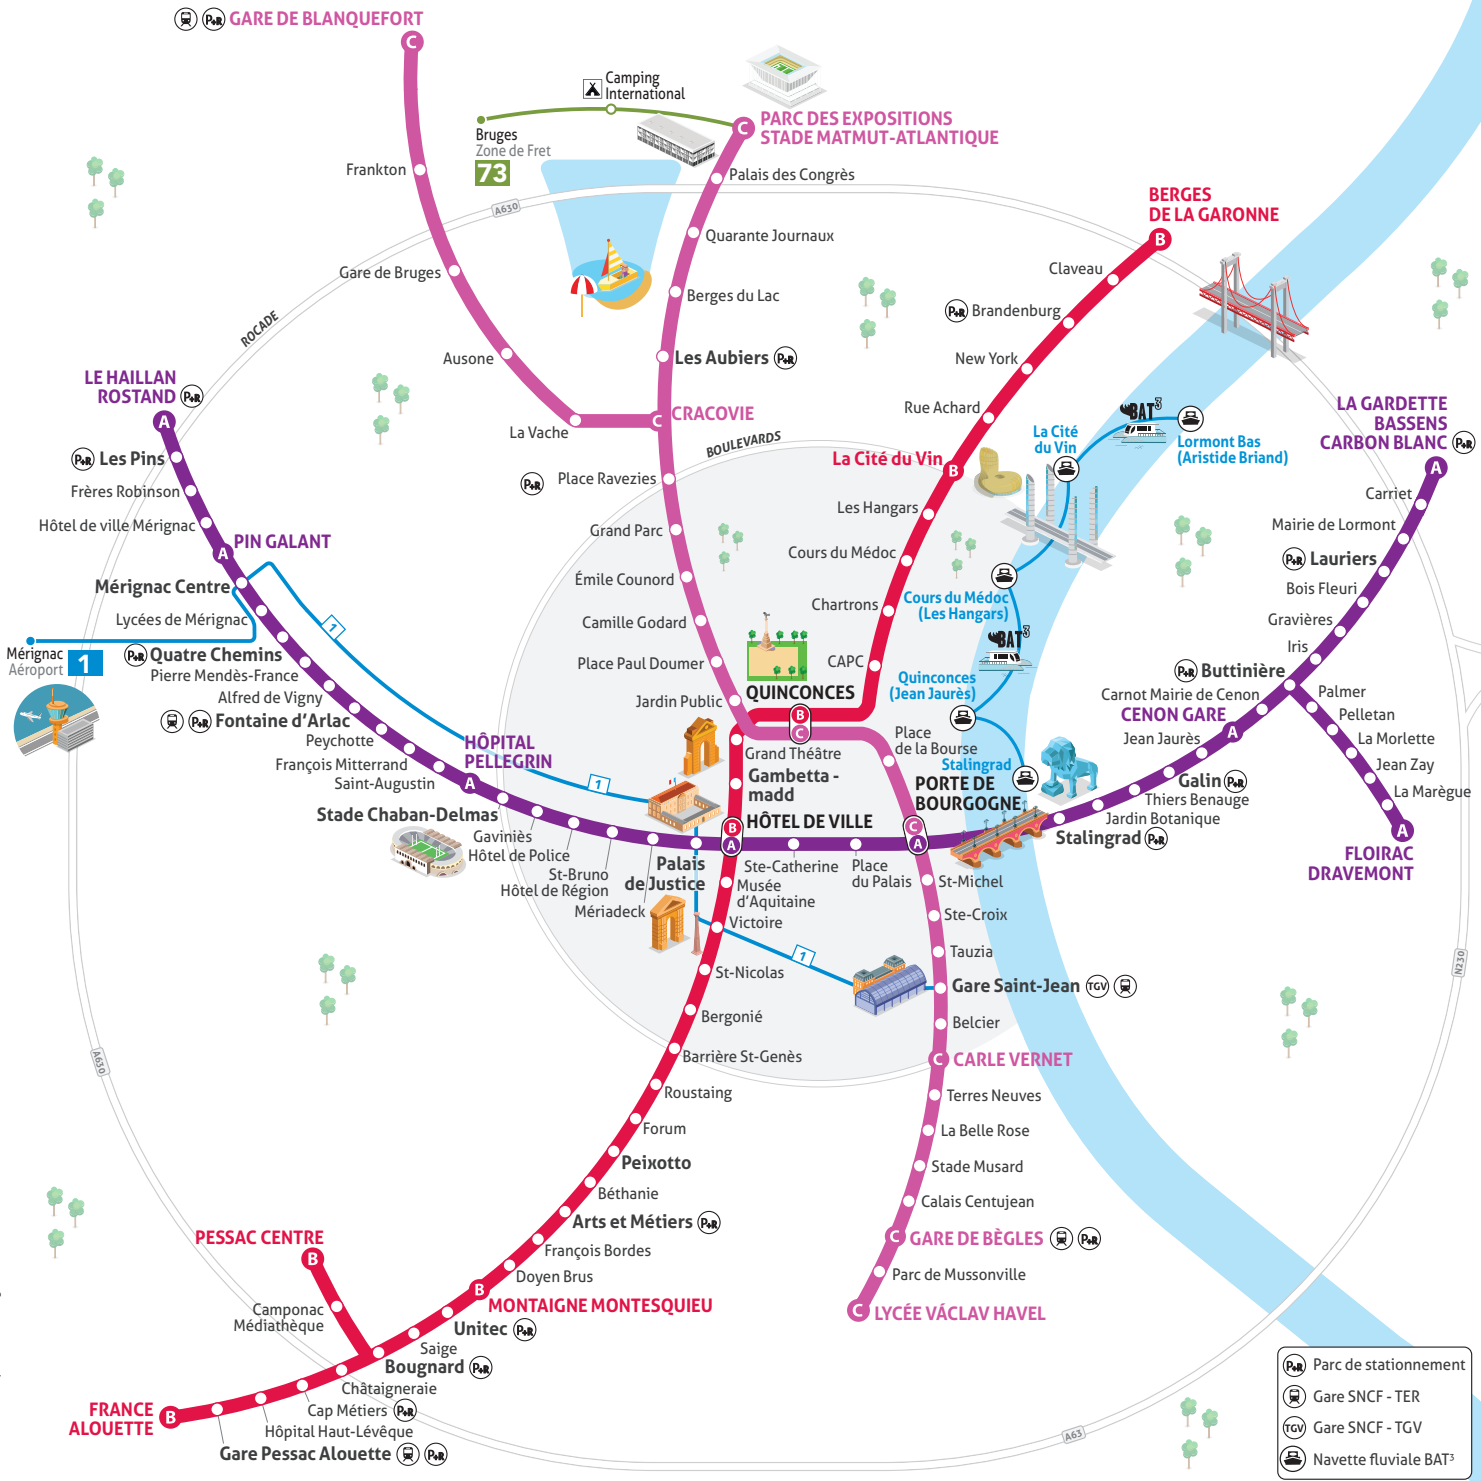 P+R GARE DE BLANQUEFORT
C
Camping
International
Bruges
Zone de Fret
73
C
PARC DES EXPOSITIONS
STADE MATMUT-ATLANTIQUE
Palais des Congrès
Frankton
A630
BERGES
DE LA GARONNE
B
Quarante Journaux
Gare de Bruges
Claveau
Berges du Lac
P+R Brandenburg
ROCADE
Ausone
Les Aubiers P+R
New York
LE HAILLAN
ROSTAND P+R
A
Rue Achard
C CRACOVIE
La Vache
BOULEVARDS
BAT³
Lormont Bas
(Aristide Briand)
La Cité
du Vin
LA GARDETTE
BASSENS
CARBON BLANC P+R
A
P+R Les Pins
La Cité du Vin B
P+R Place Ravezies
Frères Robinson
Carriet
Hôtel de ville Mérignac
Les Hangars
Mairie de Lormont
Grand Parc
A PIN GALANT
Cours du Médoc
P+R Lauriers
Mérignac Centre
Émile Counord
Bois Fleuri
Cours du Médoc
(Les Hangars)
Chartrons
Lycées de Mérignac
Camille Godard
Gravières
1
BAT³
Iris
Mérignac
Aéroport
1
P+R Quatre Chemins
Place Paul Doumer
CAPC
P+R Buttinière
Pierre Mendès-France
Quinconces
(Jean Jaurès)
QUINCONCES
Carnot Mairie de Cenon
Palmer
Alfred de Vigny
Jardin Public
B
C
CENON GARE
A
Pelletan
P+R Fontaine d'Arlac
Place
de la Bourse
Jean Jaurès
La Morlette
Peychotte
HÔPITAL
PELLEGRIN
Grand Théâtre
Stalingrad
Jean Zay
François Mitterrand
Gambetta -
madd
PORTE DE
BOURGOGNE
Galin P+R
Saint-Augustin
A
1
La Marègue
Thiers Benauge
Stade Chaban-Delmas
HÔTEL DE VILLE
B
A
C
A
Jardin Botanique
Gaviniès
Stalingrad P+R
A
Hôtel de Police
FLOIRAC
DRAVEMONT
Palais
de Justice
Ste-Catherine
Place
du Palais
St-Bruno
Hôtel de Région
Musée
d'Aquitaine
St-Michel
Mériadeck
Victoire
Ste-Croix
1
Tauzia
N230
St-Nicolas
Gare Saint-Jean TGV
Bergonié
Belcier
A630
Barrière St-Genès
C CARLE VERNET
Roustaing
Terres Neuves
Forum
La Belle Rose
Peixotto
Stade Musard
Béthanie
Calais Centujean
Arts et Métiers P+R
PESSAC CENTRE
B
C GARE DE BÈGLES P+R
François Bordes
Doyen Brus
Parc de Mussonville
B
MONTAIGNE MONTESQUIEU
C LYCÉE VÁCLAV HAVEL
Camponac
Médiathèque
Unitec P+R
Saige
Bougnard P+R
Châtaigneraie
FRANCE
ALOUETTE
B
Cap Métiers P+R
Hôpital Haut-Lévêque
Gare Pessac Alouette P+R
A63
P+R Parc de stationnement
Gare SNCF - TER
TGV Gare SNCF - TGV
Navette fluviale BAT³